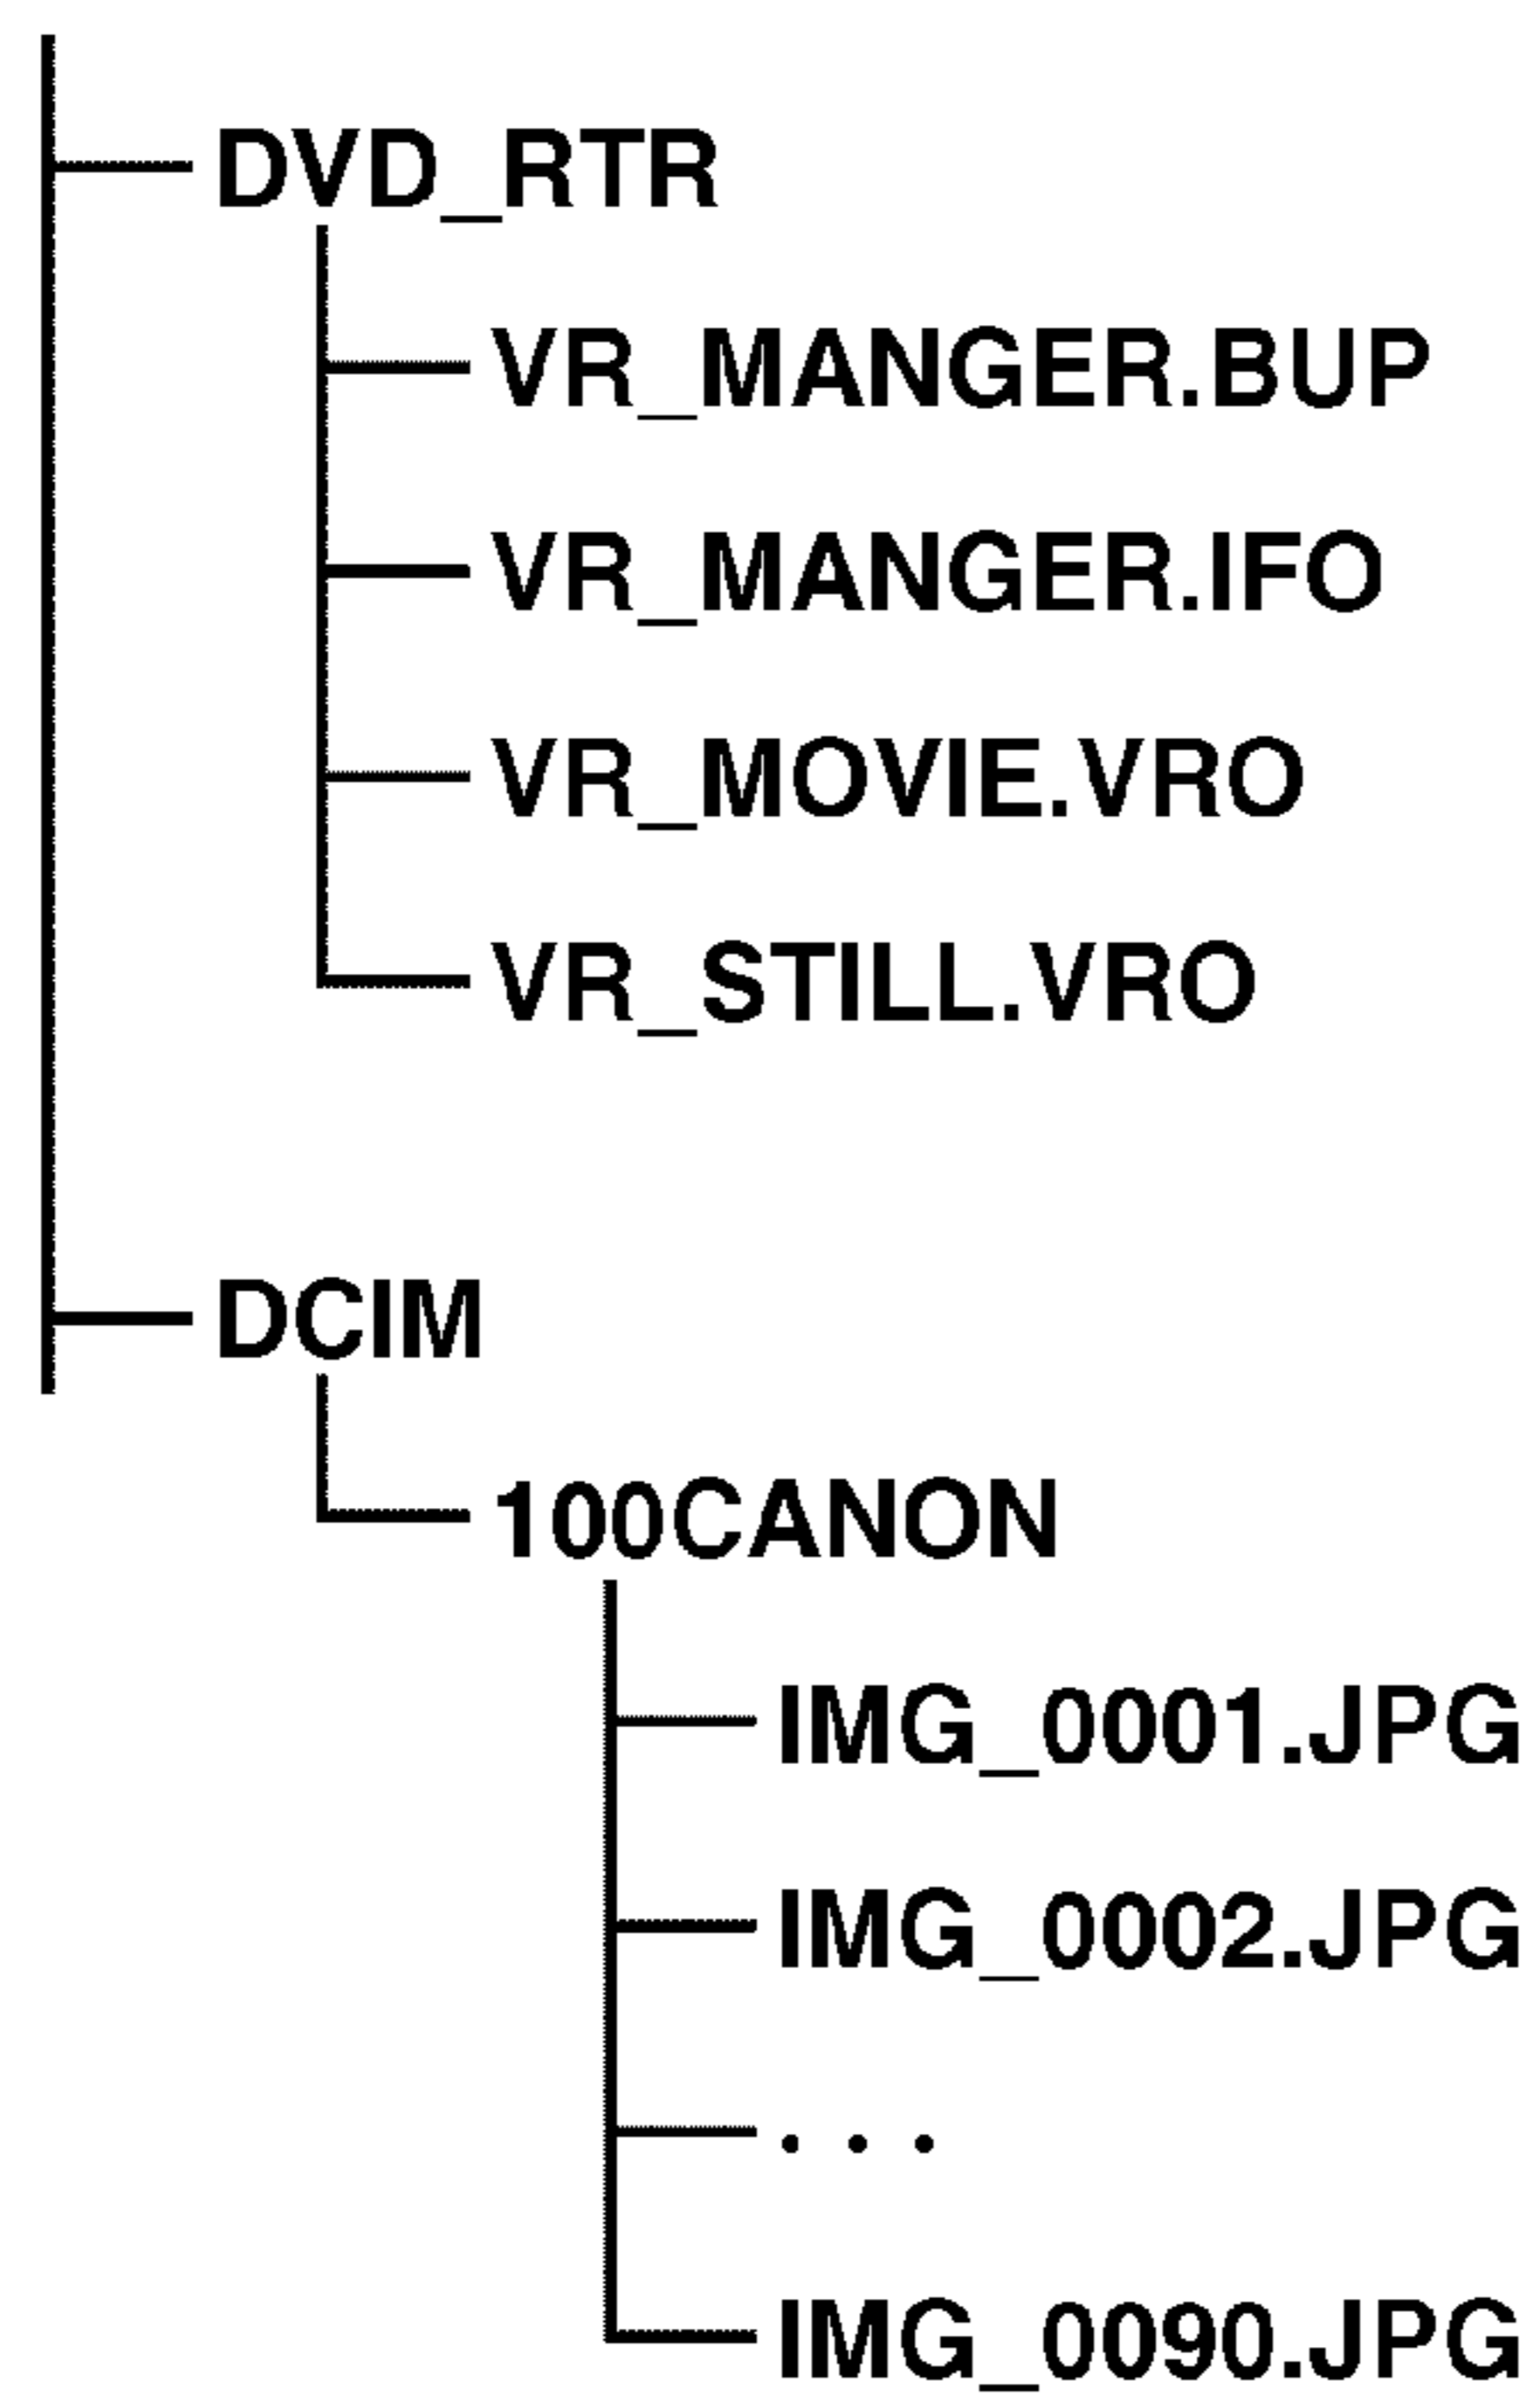 DVD_RTR
VR_MANGER.BUP
VR_MANGER.IFO
VR_MOVIE.VRO
VR_STILL.VRO
DCIM
100CANON
IMG_0001.JPG
IMG_0002.JPG
. . .
IMG_0090.JPG